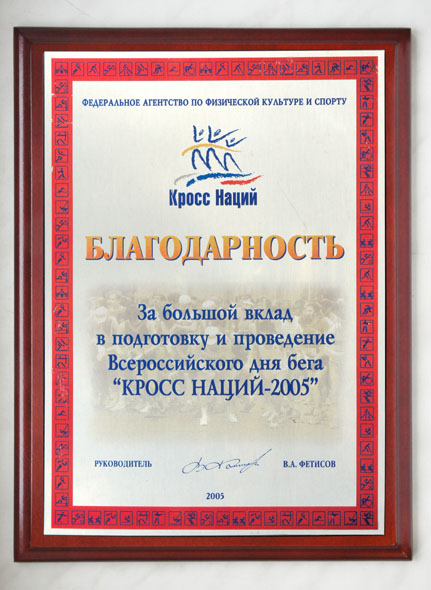 ФЕДЕРАЛЬНОЕ АГЕНТСТВО ПО ФИЗИЧЕСКОЙ КУЛЬТУРЕ И СПОРТУ
Кросс Наций
БЛАГОДАРНОСТЬ
За большой вклад
в подготовку и проведение
Всероссийского дня бега
“КРОСС НАЦИЙ-2005”
РУКОВОДИТЕЛЬ В.А. ФЕТИСОВ
2005